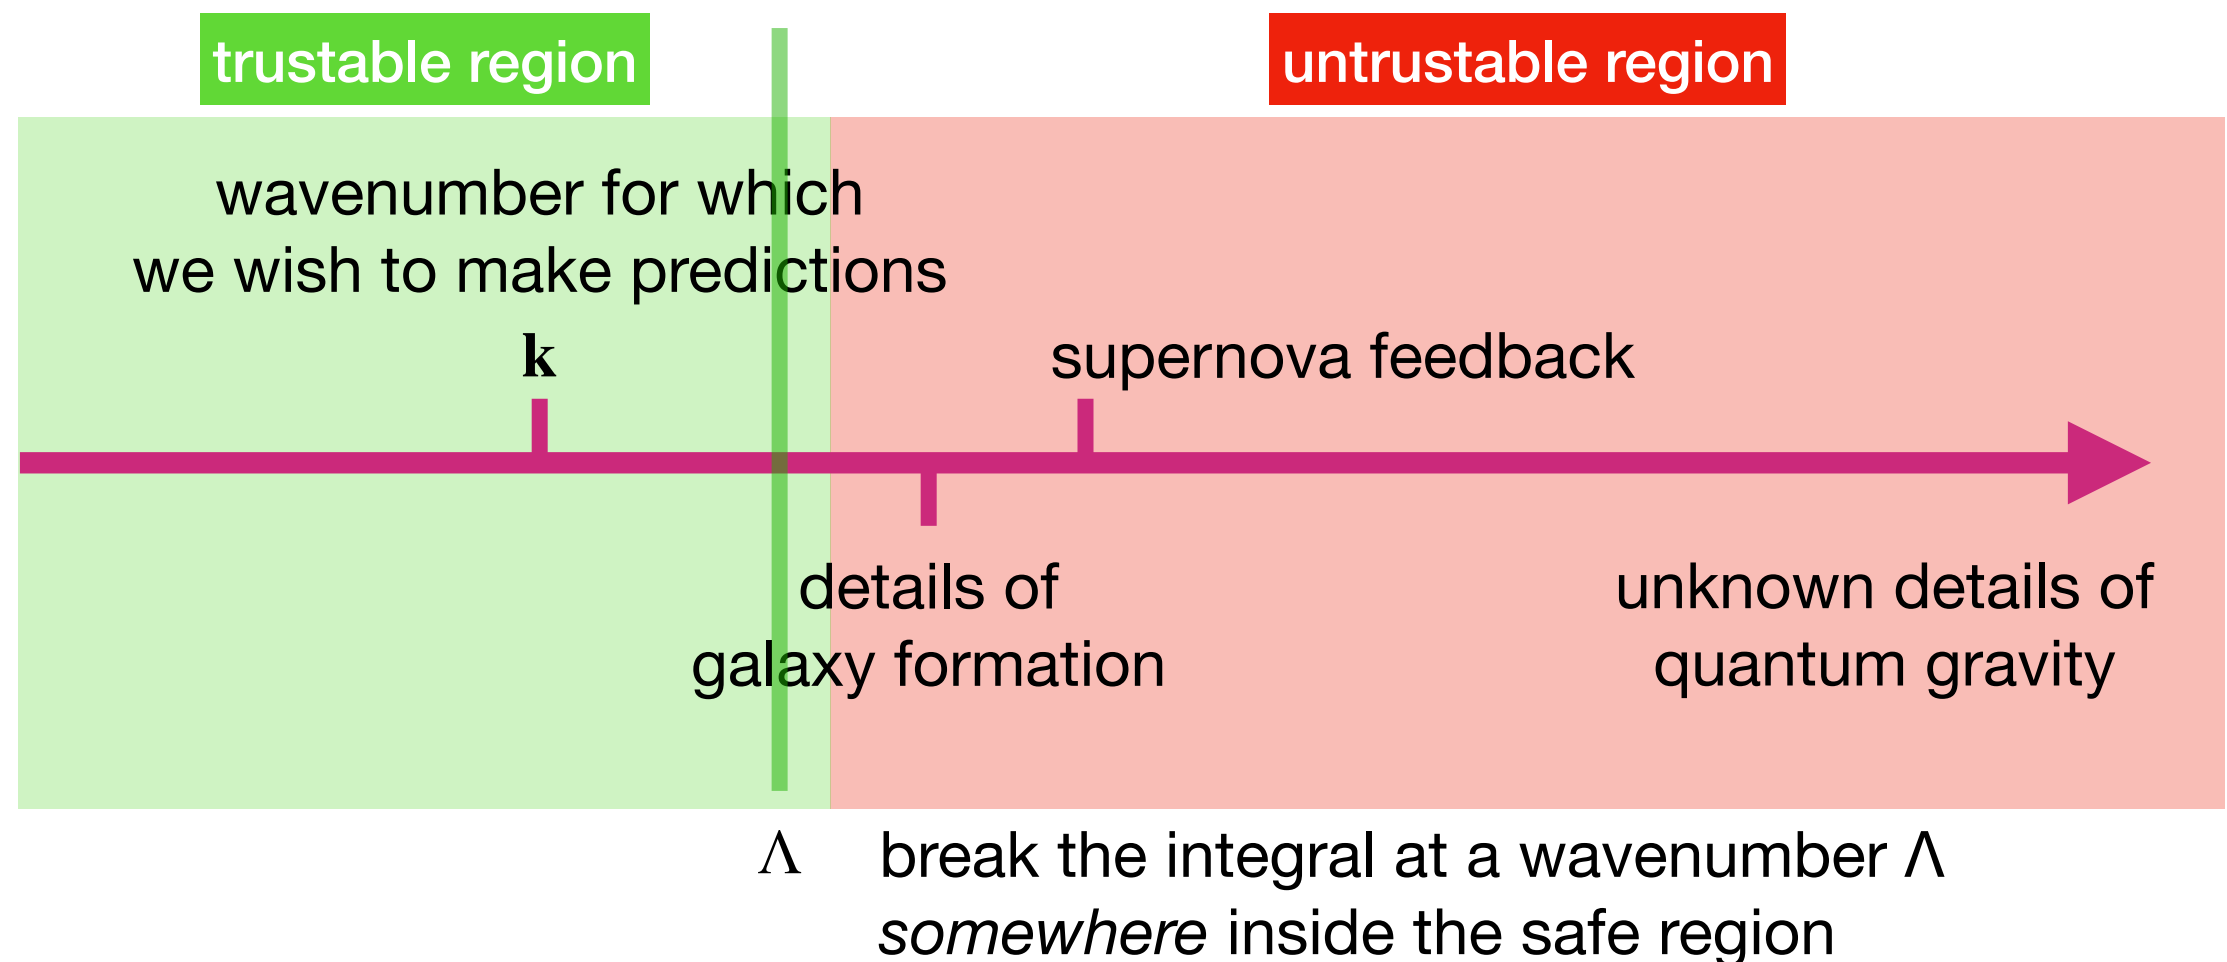 trustable region
untrustable region
wavenumber for which
we wish to make predictions
k
supernova feedback
details of
galaxy formation
unknown details of
quantum gravity
Λ
break the integral at a wavenumber Λ
somewhere inside the safe region